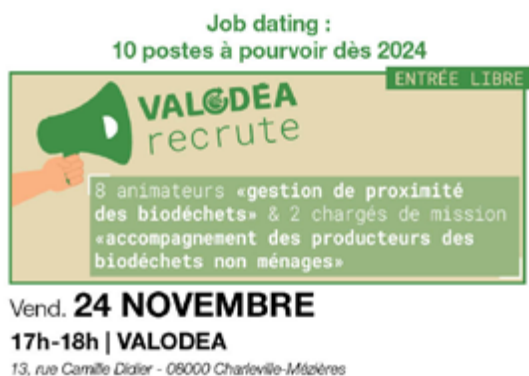 Job dating :
10 postes à pourvoir dès 2024
ENTRÉE LIBRE
VALODÉA
recrute
8 animateurs «gestion de proximité
des biodéchets» & 2 chargés de mission
«accompagnement des producteurs des
biodéchets non ménages»
Vend. 24 NOVEMBRE
17h-18h | VALODEA
13, rue Camille Didier - 08000 Charleville-Mézières